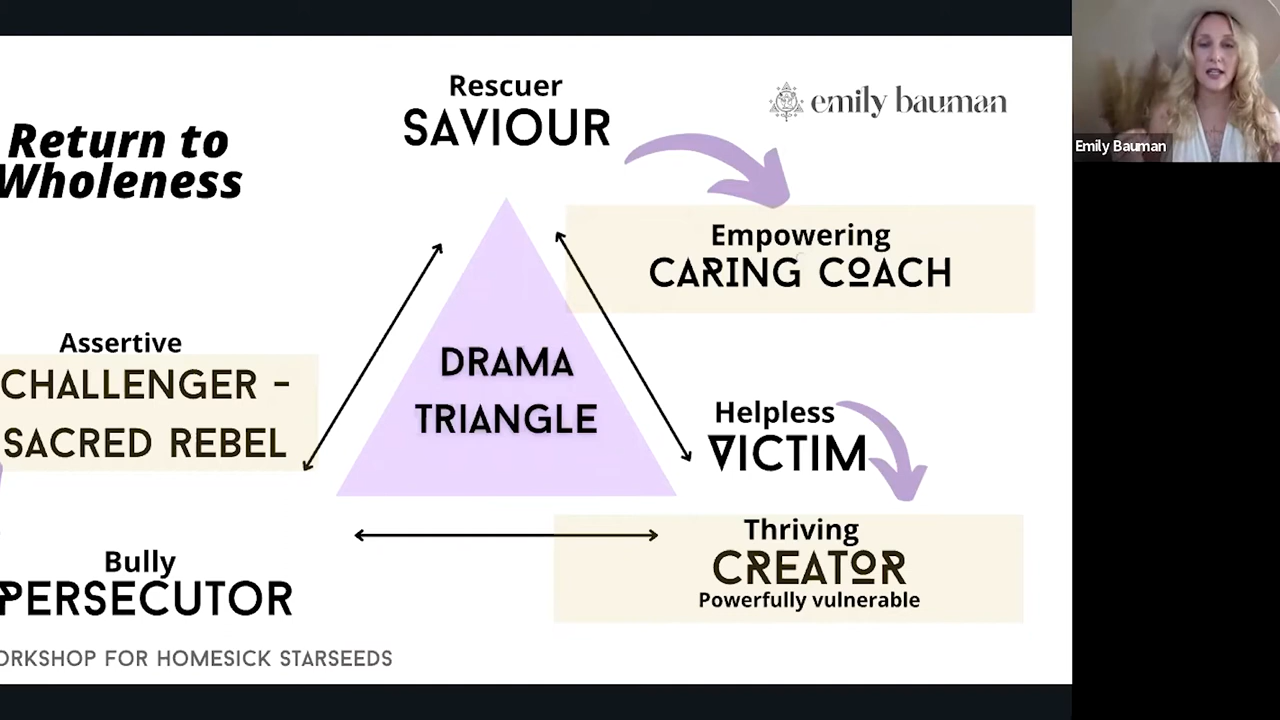 Rescuer
SAVIOUR
emily bauman
Emily Bauman
Return to
Wholeness
Empowering
CARING COACH
Assertive
CHALLENGER -
SACRED REBEL
DRAMA
TRIANGLE
Helpless
VICTIM
Thriving
CREATOR
Powerfully vulnerable
Bully
PERSECUTOR
ORKSHOP FOR HOMESICK STARSEEDS